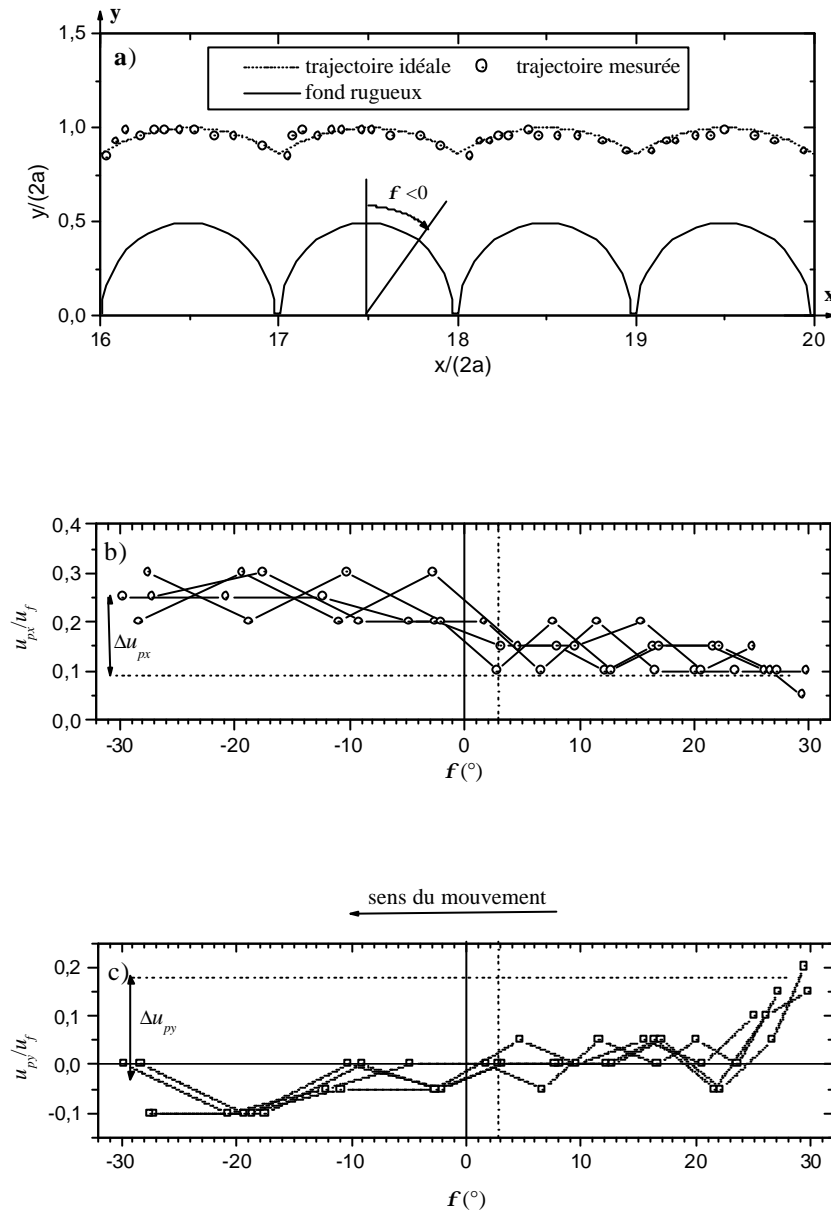 y
1,5
a)
trajectoire idéale trajectoire mesurée
fond rugueux
1,0
y/(2a)
f <0
0,5
x
0,0
16 17 18 19 20
x/(2a)
0,4
b)
0,3
u_px/u_f
0,2
Δu_px
0,1
0,0
-30 -20 -10 0 10 20 30
f (°)
sens du mouvement
0,2
c)
0,1
Δu_py
u_py/u_f
0,0
-0,1
-30 -20 -10 0 10 20 30
f (°)